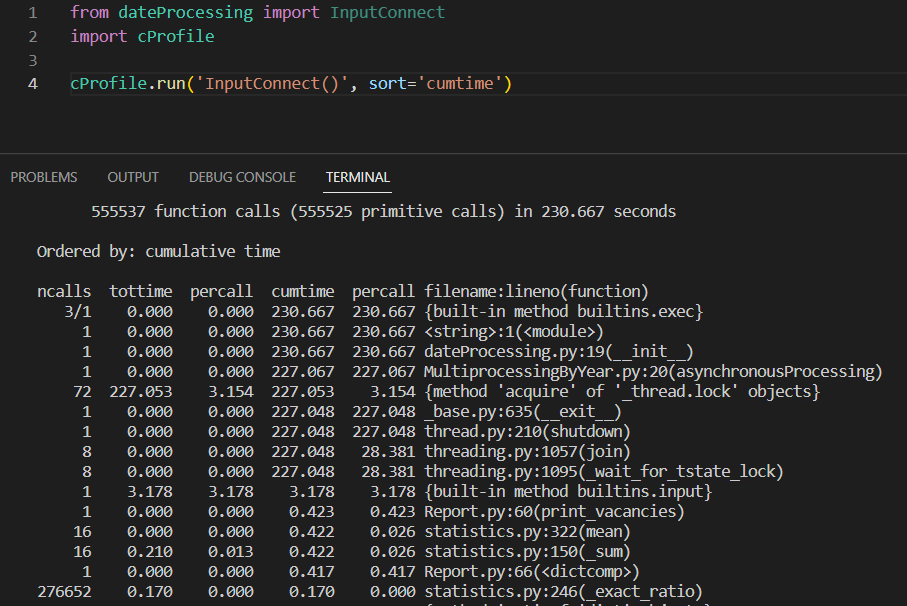 1 from dateProcessing import InputConnect
2 import cProfile
3
4 cProfile.run('InputConnect()', sort='cumtime')
PROBLEMS OUTPUT DEBUG CONSOLE TERMINAL
555537 function calls (555525 primitive calls) in 230.667 seconds
Ordered by: cumulative time
ncalls tottime percall cumtime percall filename:lineno(function)
3/1 0.000 0.000 230.667 230.667 {built-in method builtins.exec}
1 0.000 0.000 230.667 230.667 <string>:1(<module>)
1 0.000 0.000 230.667 230.667 dateProcessing.py:19(__init__)
1 0.000 0.000 227.067 227.067 MultiprocessingByYear.py:20(asynchronousProcessing)
72 227.053 3.154 227.053 3.154 {method 'acquire' of '_thread.lock' objects}
1 0.000 0.000 227.048 227.048 _base.py:635(__exit__)
1 0.000 0.000 227.048 227.048 thread.py:210(shutdown)
8 0.000 0.000 227.048 28.381 threading.py:1057(join)
8 0.000 0.000 227.048 28.381 threading.py:1095(_wait_for_tstate_lock)
1 3.178 3.178 3.178 3.178 {built-in method builtins.input}
1 0.000 0.000 0.423 0.423 Report.py:60(print_vacancies)
16 0.000 0.000 0.422 0.026 statistics.py:322(mean)
16 0.210 0.013 0.422 0.026 statistics.py:150(_sum)
1 0.000 0.000 0.417 0.417 Report.py:66(<dictcomp>)
276652 0.170 0.000 0.170 0.000 statistics.py:246(_exact_ratio)